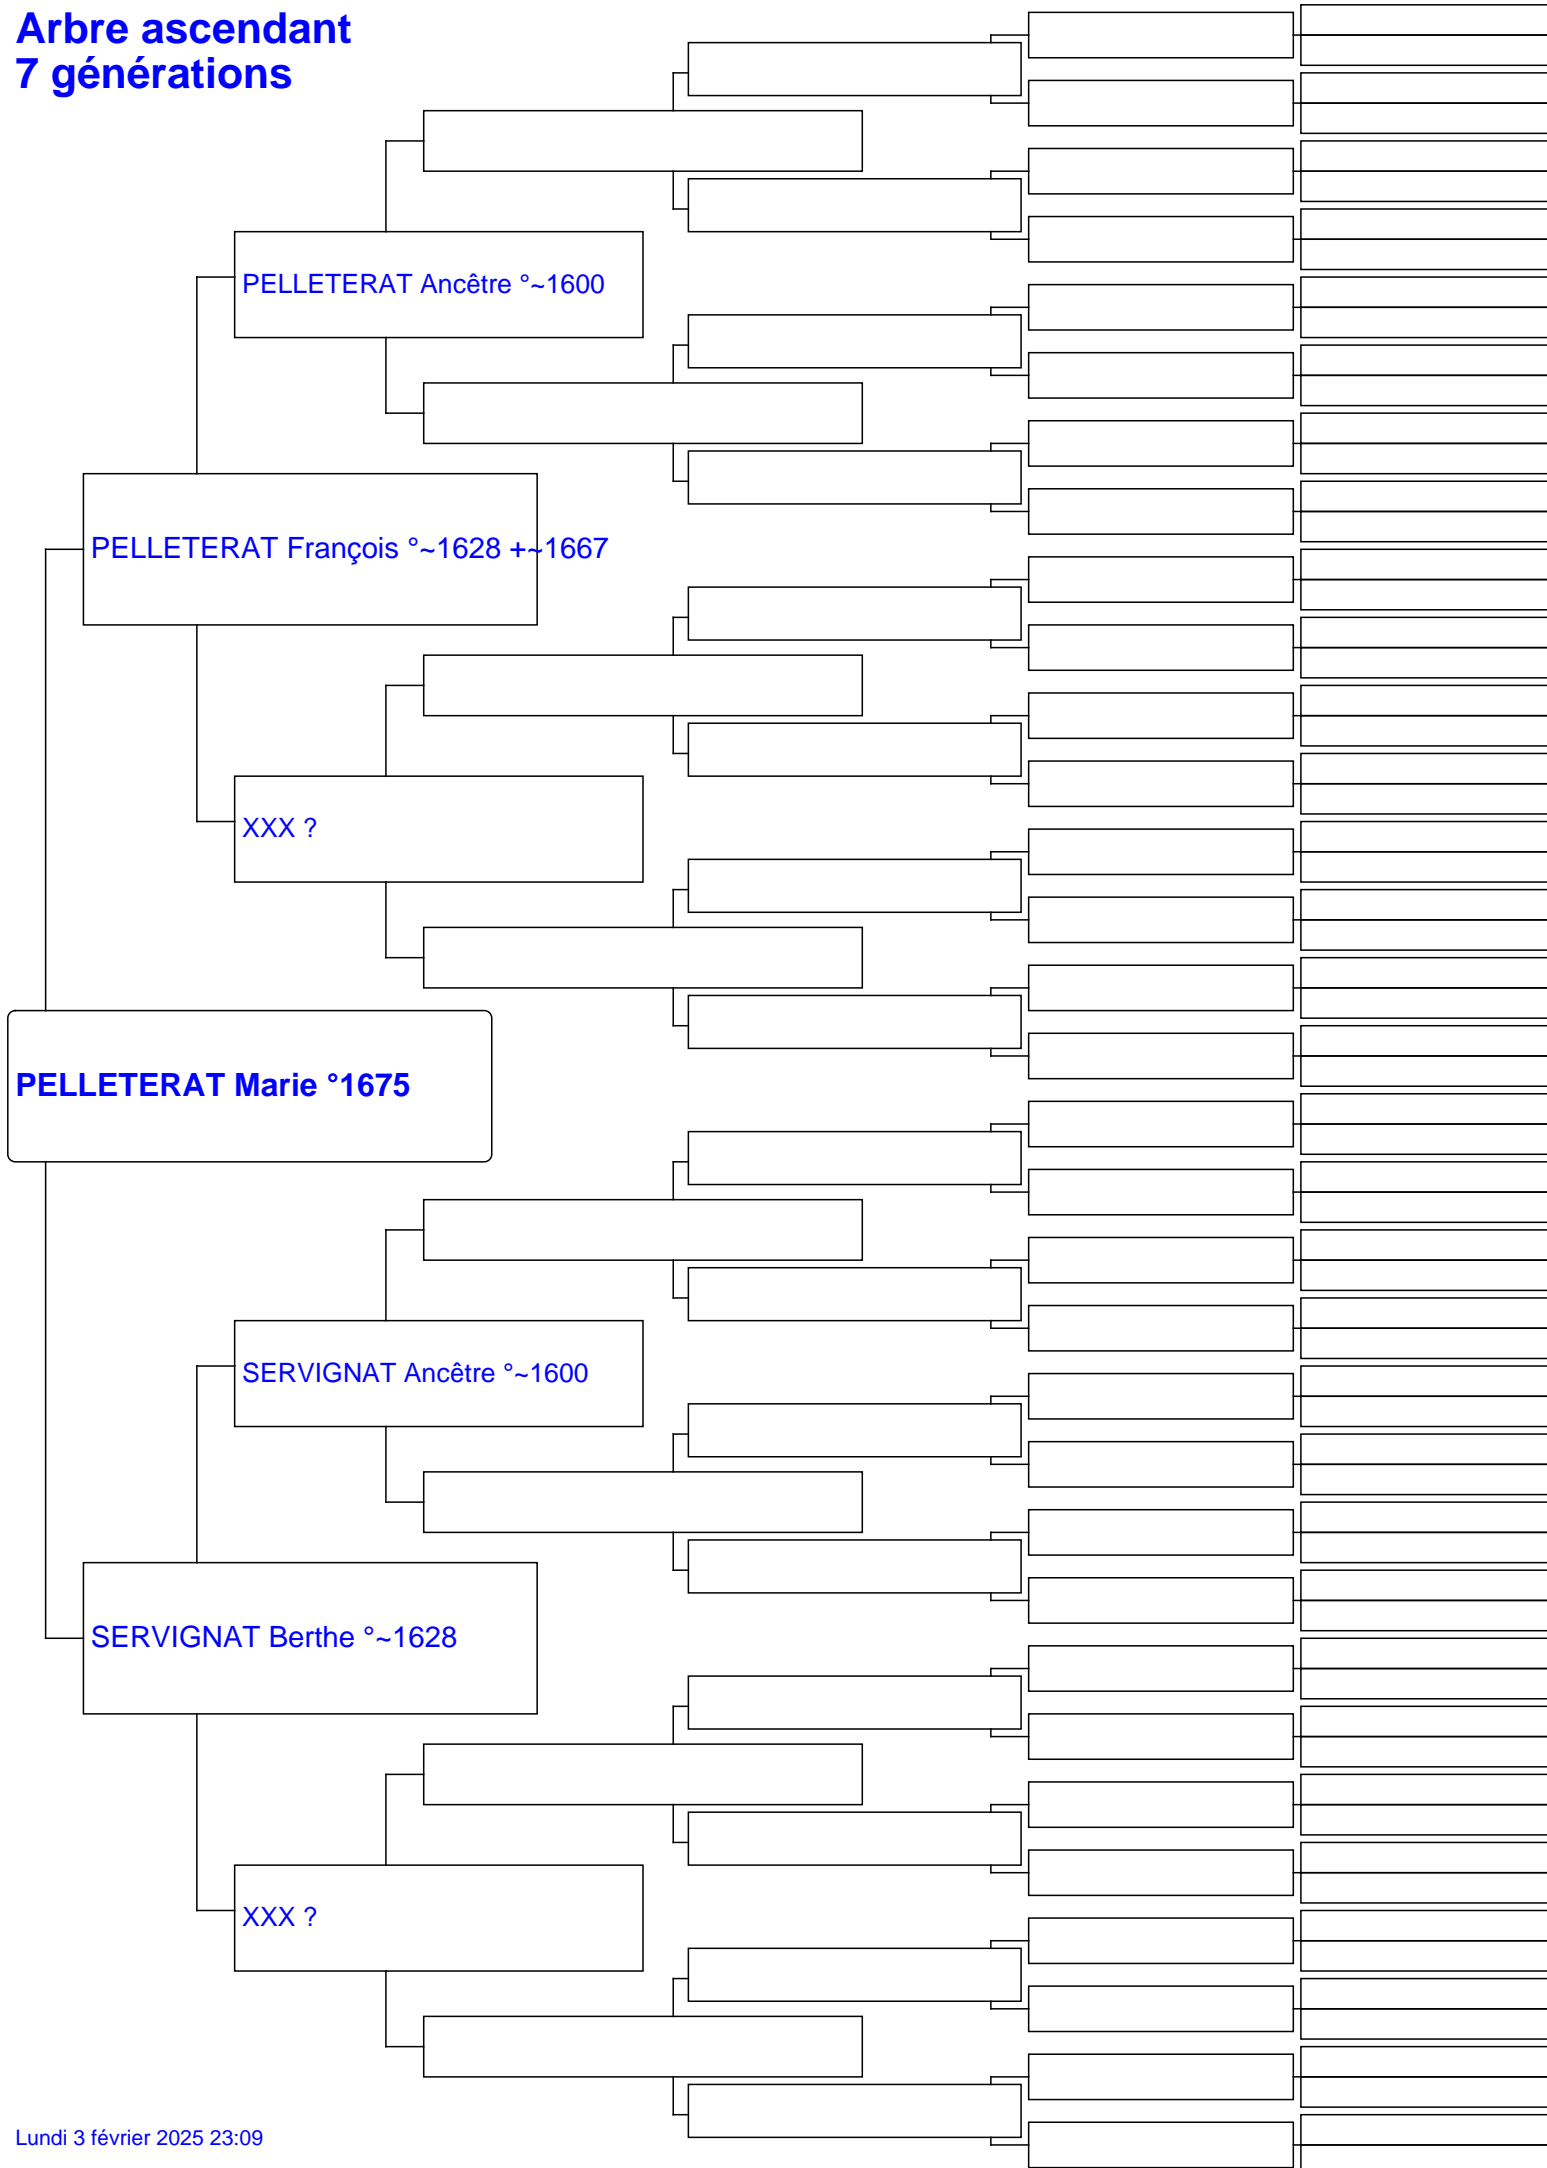 Arbre ascendant
7 générations
PELLETERAT Ancêtre °~1600
PELLETERAT François °~1628 +~1667
XXX ?
PELLETERAT Marie °1675
SERVIGNAT Ancêtre °~1600
SERVIGNAT Berthe °~1628
XXX ?
Lundi 3 février 2025 23:09